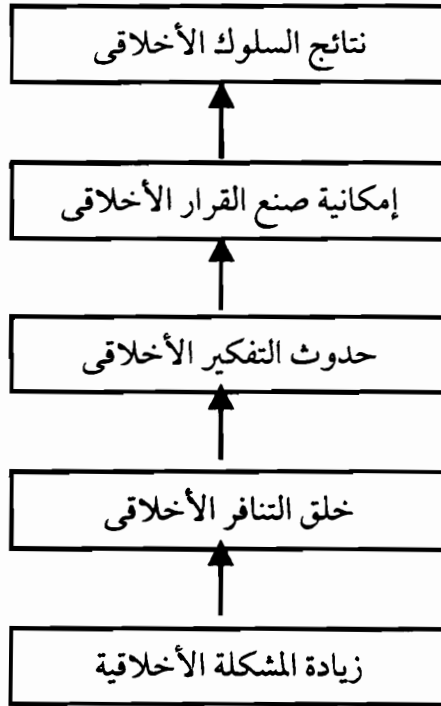 نتائج السلوك الأخلاقى
إمكانية صنع القرار الأخلاقى
حدوث التفكير الأخلاقى
خلق التنافر الأخلاقى
زيادة المشكلة الأخلاقية